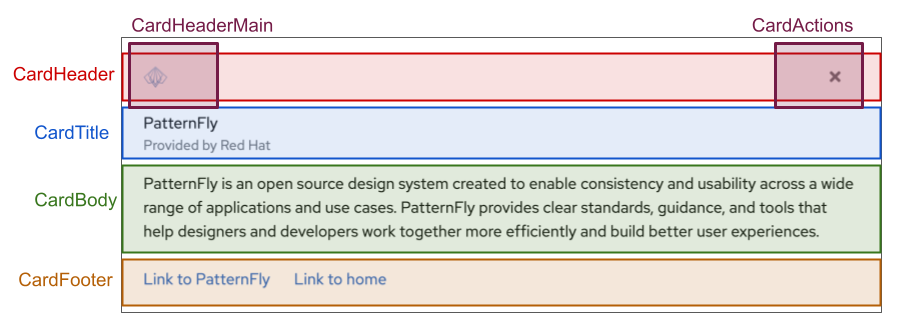 CardHeaderMain
CardActions
CardHeader
CardTitle
PatternFly
Provided by Red Hat
CardBody
PatternFly is an open source design system created to enable consistency and usability across a wide
range of applications and use cases. PatternFly provides clear standards, guidance, and tools that
help designers and developers work together more efficiently and build better user experiences.
CardFooter
Link to PatternFly
Link to home